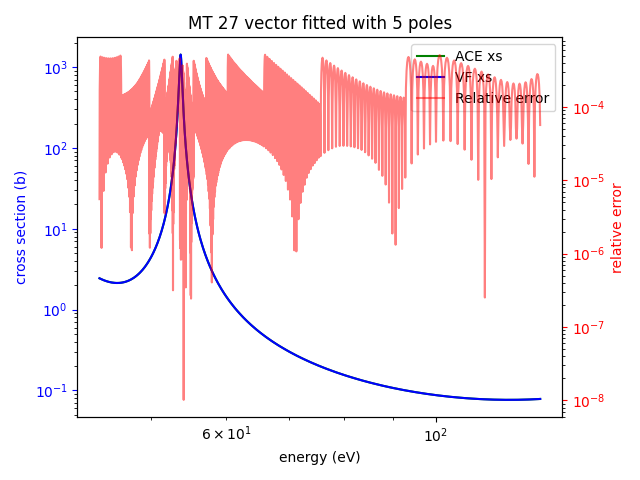 MT 27 vector fitted with 5 poles
ACE xs
VF xs
Relative error
cross section (b)
10³
10²
10¹
10⁰
10⁻¹
10⁻⁴
10⁻⁵
10⁻⁶
10⁻⁷
10⁻⁸
relative error
6 × 10¹
10²
energy (eV)